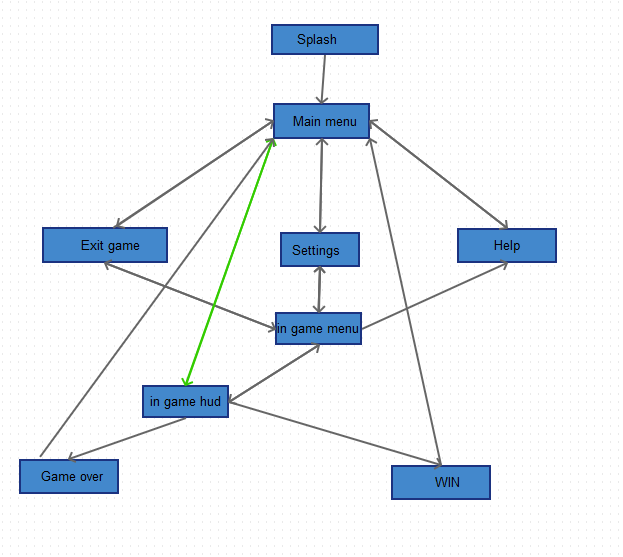 Splash
Main menu
Exit game
Settings
Help
in game menu
in game hud
Game over
WIN